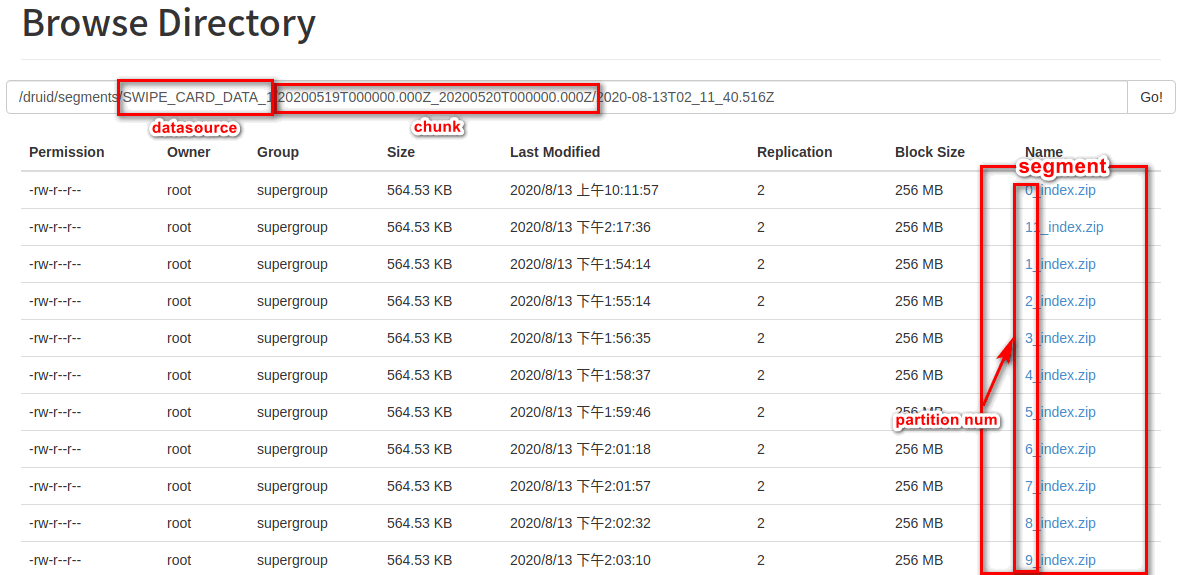 Browse Directory
/druid/segments/SWIPE_CARD_DATA_1/20200519T000000.000Z_20200520T000000.000Z/2020-08-13T02_11_40.516Z Go!
datasource chunk
Permission Owner Group Size Last Modified Replication Block Size Name
segment
-rw-r--r-- root supergroup 564.53 KB 2020/8/13 上午10:11:57 2 256 MB 0_index.zip
-rw-r--r-- root supergroup 564.53 KB 2020/8/13 下午2:17:36 2 256 MB 11_index.zip
-rw-r--r-- root supergroup 564.53 KB 2020/8/13 下午1:54:14 2 256 MB 1_index.zip
-rw-r--r-- root supergroup 564.53 KB 2020/8/13 下午1:55:14 2 256 MB 2_index.zip
-rw-r--r-- root supergroup 564.53 KB 2020/8/13 下午1:56:35 2 256 MB 3_index.zip
-rw-r--r-- root supergroup 564.53 KB 2020/8/13 下午1:58:37 2 256 MB 4_index.zip
-rw-r--r-- root supergroup 564.53 KB 2020/8/13 下午1:59:46 2 256 MB 5_index.zip
partition num
-rw-r--r-- root supergroup 564.53 KB 2020/8/13 下午2:01:18 2 256 MB 6_index.zip
-rw-r--r-- root supergroup 564.53 KB 2020/8/13 下午2:01:57 2 256 MB 7_index.zip
-rw-r--r-- root supergroup 564.53 KB 2020/8/13 下午2:02:32 2 256 MB 8_index.zip
-rw-r--r-- root supergroup 564.53 KB 2020/8/13 下午2:03:10 2 256 MB 9_index.zip